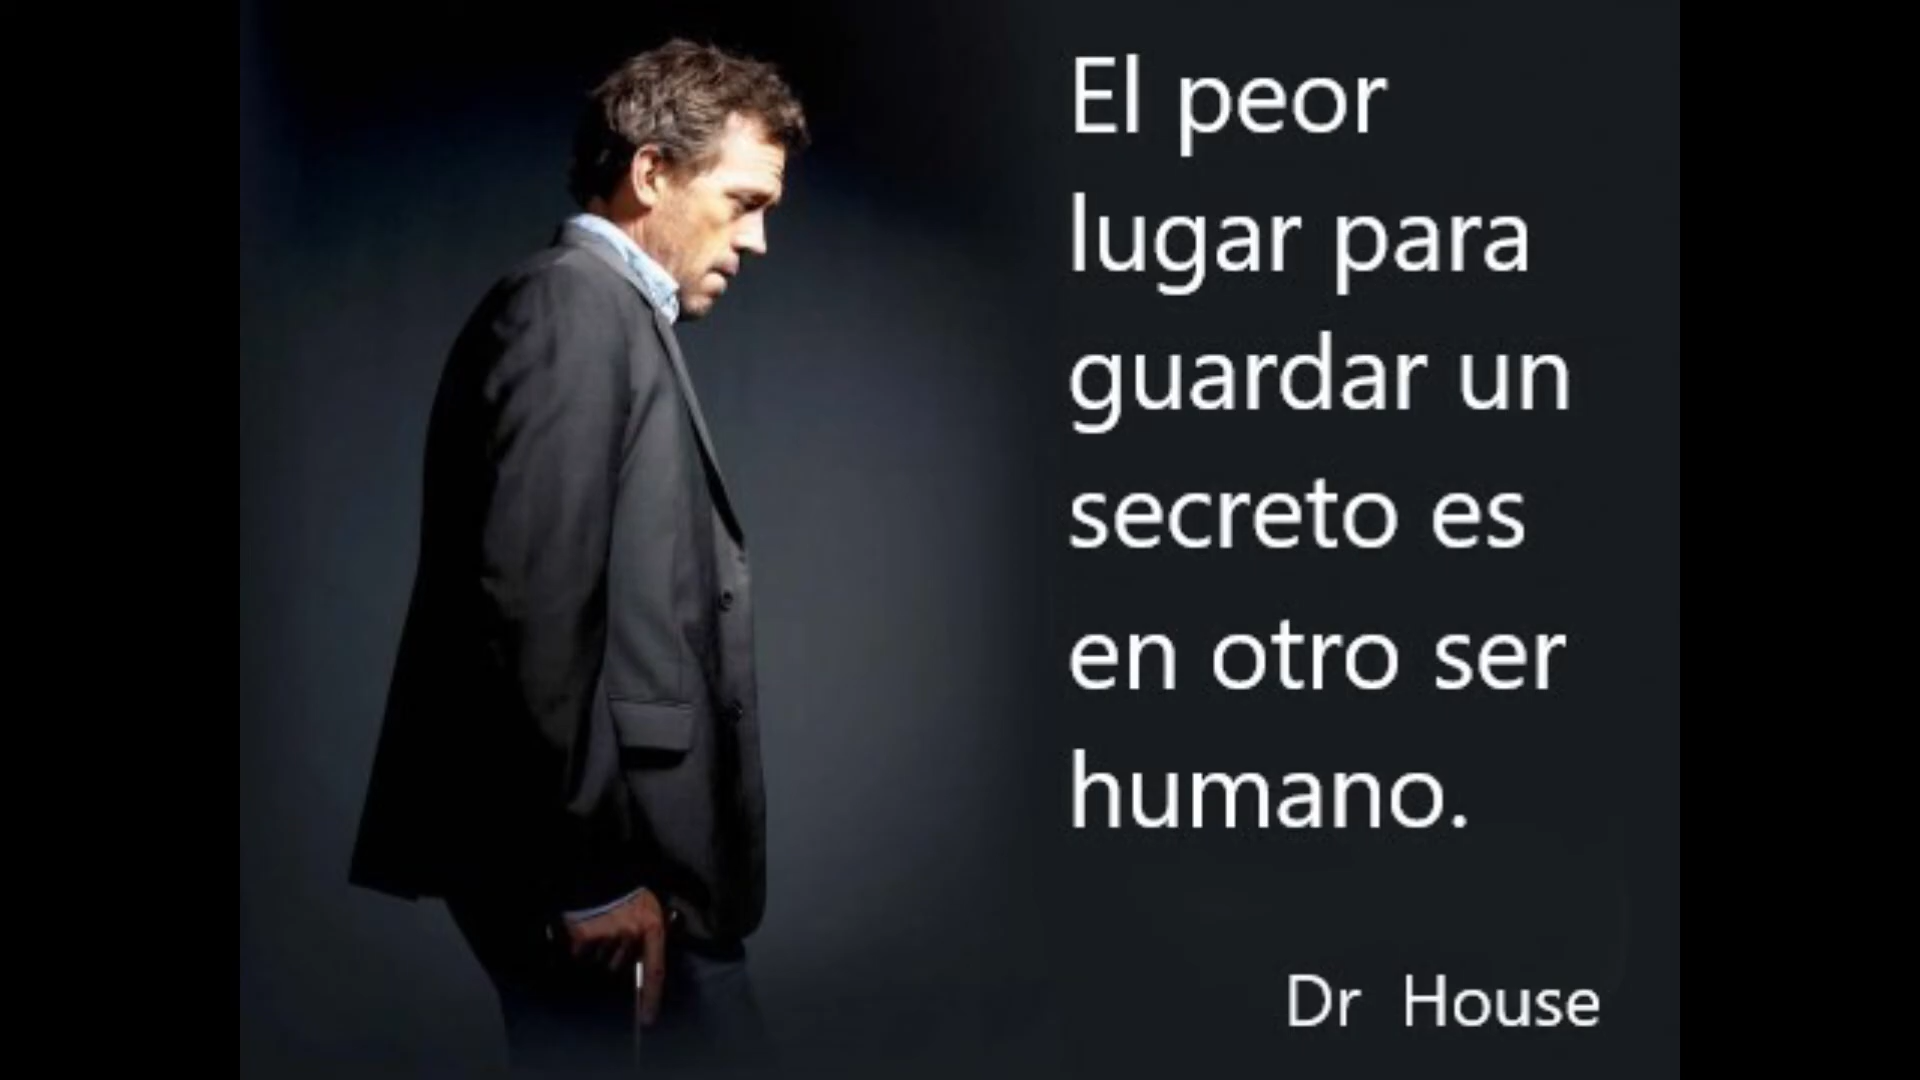 El peor
lugar para
guardar un
secreto es
en otro ser
humano.
Dr House